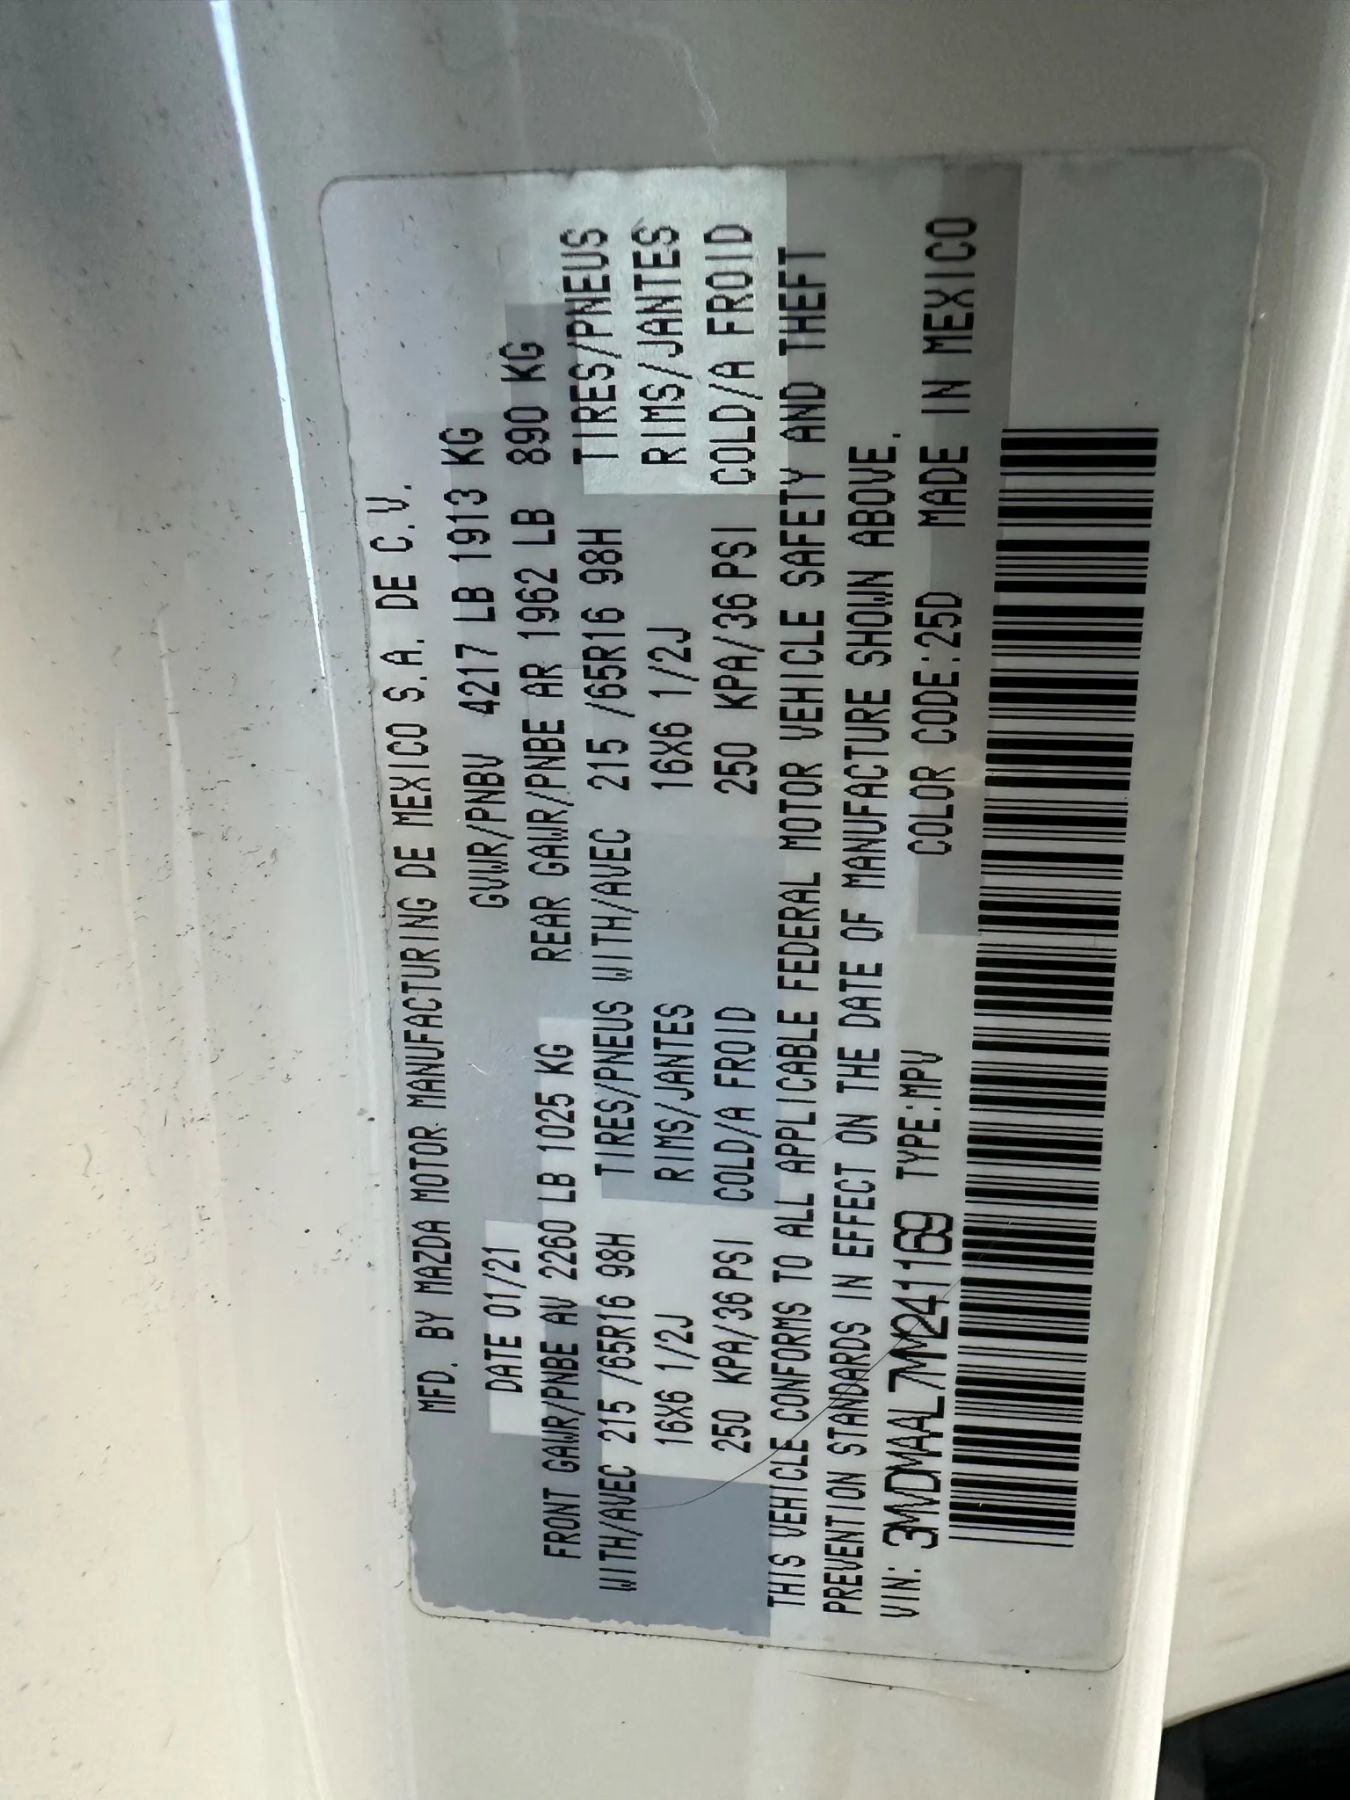 MFD. BY MAZDA MOTOR MANUFACTURING DE MEXICO S.A. DE C.V.
DATE 01/21 GVWR/PNBV 4217 LB 1913 KG
FRONT GAWR/PNBE AV 2260 LB 1025 KG REAR GAWR/PNBE AR 1962 LB 890 KG
WITH/AVEC 215 /65R16 98H TIRES/PNEUS WITH/AVEC 215 /65R16 98H TIRES/PNEUS
16X6 1/2J RIMS/JANTES 16X6 1/2J RIMS/JANTES
250 KPA/36 PSI COLD/A FROID 250 KPA/36 PSI COLD/A FROID
THIS VEHICLE CONFORMS TO ALL APPLICABLE FEDERAL MOTOR VEHICLE SAFETY AND THEFT
PREVENTION STANDARDS IN EFFECT ON THE DATE OF MANUFACTURE SHOWN ABOVE.
VIN: 3MVDMAAL7MM241169 TYPE:MPV COLOR CODE:25D MADE IN MEXICO